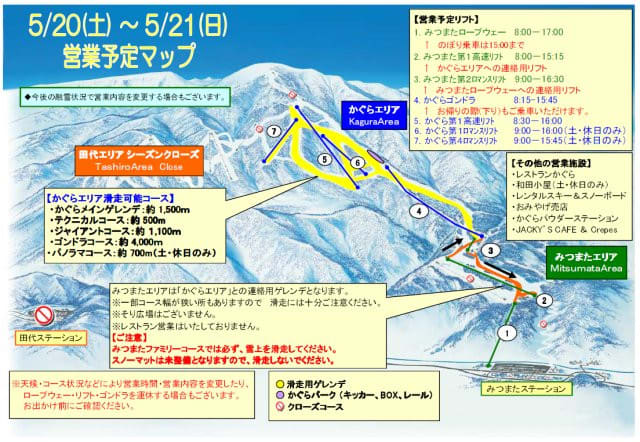 5/20(土)~5/21(日)
営業予定マップ
◆今後の融雪状況で営業内容を変更する場合もございます。
【営業予定リフト】
1. みつまたロープウェー 8:00-17:00
↑ のぼり乗車は15:00まで
2. みつまた第1高速リフト 8:00-15:15
↑ かぐらエリアへの連絡用リフト
3. みつまた第2ロマンスリフト 9:00-16:30
↑ みつまたロープウェーへの連絡用リフト
4. かぐらゴンドラ 8:15-15:45
↑ お帰りの際(下り)もご乗車いただけます。
5. かぐら第1高速リフト 8:30-16:00
6. かぐら第1ロマンスリフト 9:00-16:00(土・休日のみ)
7. かぐら第4ロマンスリフト 9:00-15:45(土・休日のみ)
かぐらエリア
KaguraArea
田代エリア シーズンクローズ
TashiroArea Close
【かぐらエリア滑走可能コース】
・かぐらメインゲレンデ:約1,500m
・テクニカルコース:約500m
・ジャイアントコース:約1,100m
・ゴンドラコース:約4,000m
・パノラマコース:約700m(土・休日のみ)
【その他の営業施設】
・レストランかぐら
・和田小屋(土・休日のみ)
・レンタルスキー&スノーボード
・おみやげ売店
・かぐらパウダーステーション
・JACKY'S CAFE & Crepes
7
5
6
4
3
2
1
みつまたエリア
MitsumataArea
みつまたエリアは「かぐらエリア」との連絡用ゲレンデとなります。
※一部コース幅が狭い所もありますので 滑走には十分ご注意ください。
※そり広場はございません。
※レストラン営業はいたしておりません。
【ご注意】
みつまたファミリーコースでは必ず、雪上を滑走してください。
スノーマットは未整備となりますので、滑走しないでください。
田代ステーション
みつまたステーション
※天候・コース状況などにより営業時間・営業内容を変更したり、
ロープウェー・リフト・ゴンドラを運休する場合もございます。
お出かけ前にご確認ください。
滑走用ゲレンデ
かぐらパーク(キッカー、BOX、レール)
クローズコース